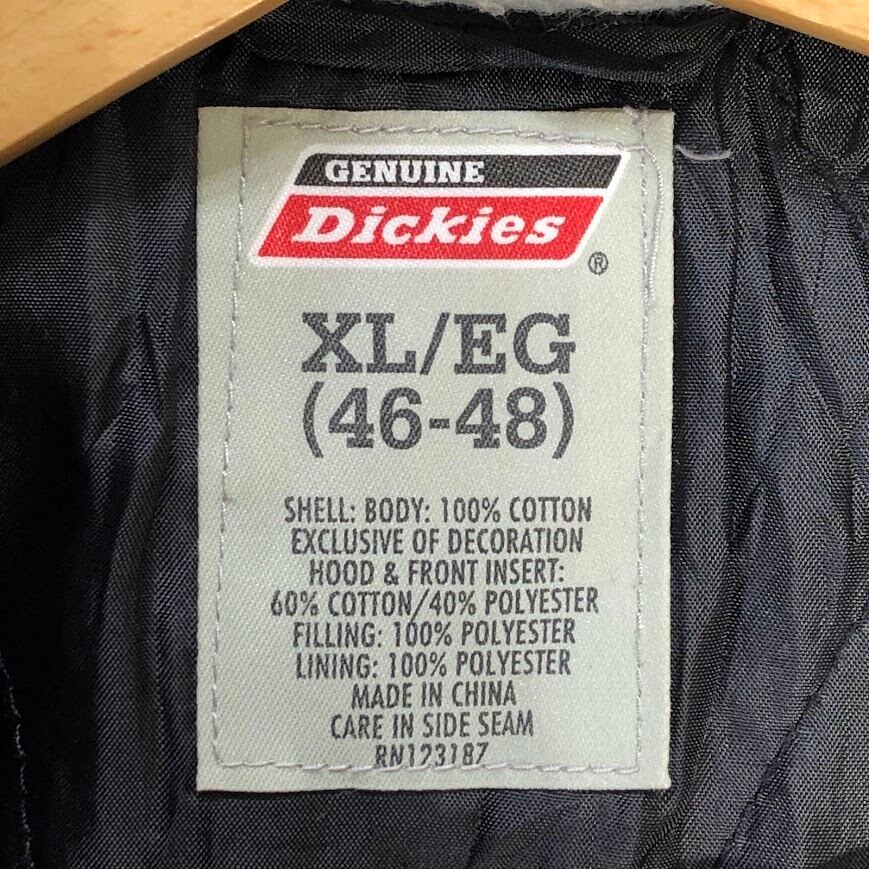 GENUINE
Dickies
®
XL/EG
(46-48)
SHELL: BODY: 100% COTTON
EXCLUSIVE OF DECORATION
HOOD & FRONT INSERT:
60% COTTON/40% POLYESTER
FILLING: 100% POLYESTER
LINING: 100% POLYESTER
MADE IN CHINA
CARE IN SIDE SEAM
RN123187